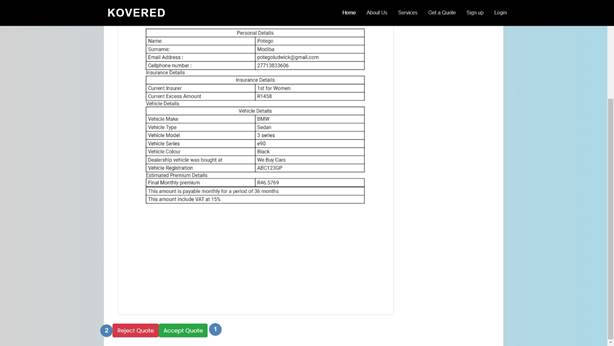 KOVERED
Home About Us Services Get a Quote Sign up Login
Personal Details
Name Potego
Surname: Modiba
Email Address : potegoludwick@gmail.com
Cellphone number : 27713833606
Insurance Details
Insurance Details
Current Insurer 1st for Women
Current Excess Amount R1458
Vehicle Details
Vehicle Details
Vehicle Make BMW
Vehicle Type Sedan
Vehicle Model 3 series
Vehicle Series e90
Vehicle Colour Black
Dealership vehicle was bought at We Buy Cars
Vehicle Registration ABC123GP
Estimated Premium Details
Final Monthly premium R46.5769
This amount is payable monthly for a period of 36 months
This amount include VAT at 15%
2 Reject Quote Accept Quote 1